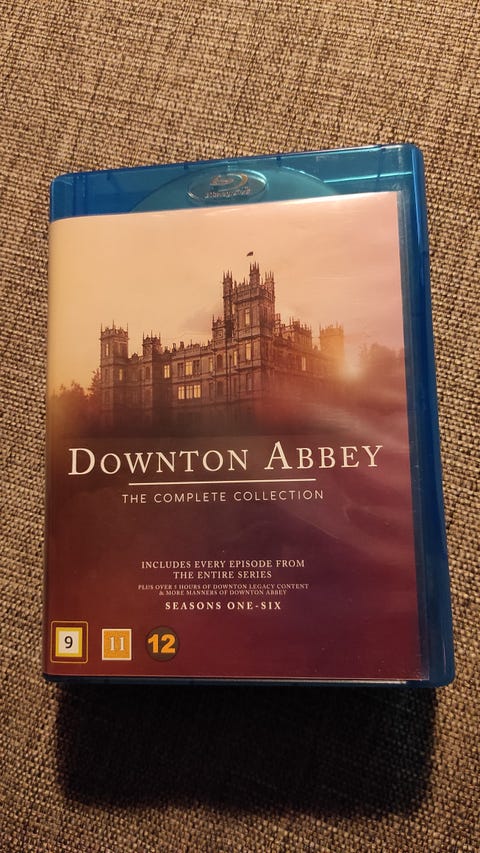 DOWNTON ABBEY
THE COMPLETE COLLECTION
INCLUDES EVERY EPISODE FROM
THE ENTIRE SERIES
PLUS OVER 5 HOURS OF DOWNTON LEGACY CONTENT
& MORE MANNERS OF DOWNTON ABBEY
SEASONS ONE-SIX
9 11 12